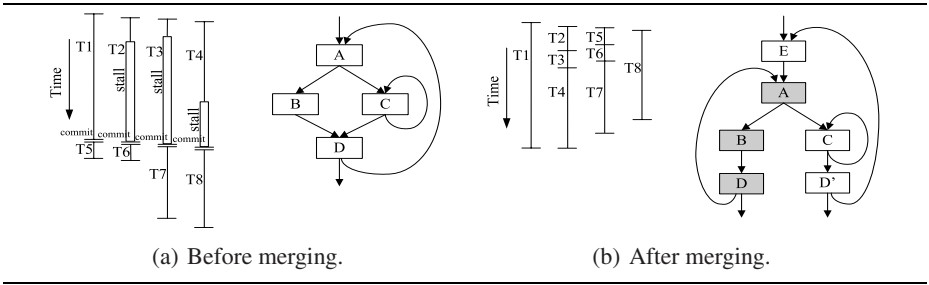 T1
T2
T3
T4
Time
stall
stall
stall
commit
commit
commit
commit
T5
T6
T7
T8
A
B
C
D
(a) Before merging.
Time
T1
T2
T3
T4
T5
T6
T7
T8
E
A
B
C
D
D’
(b) After merging.